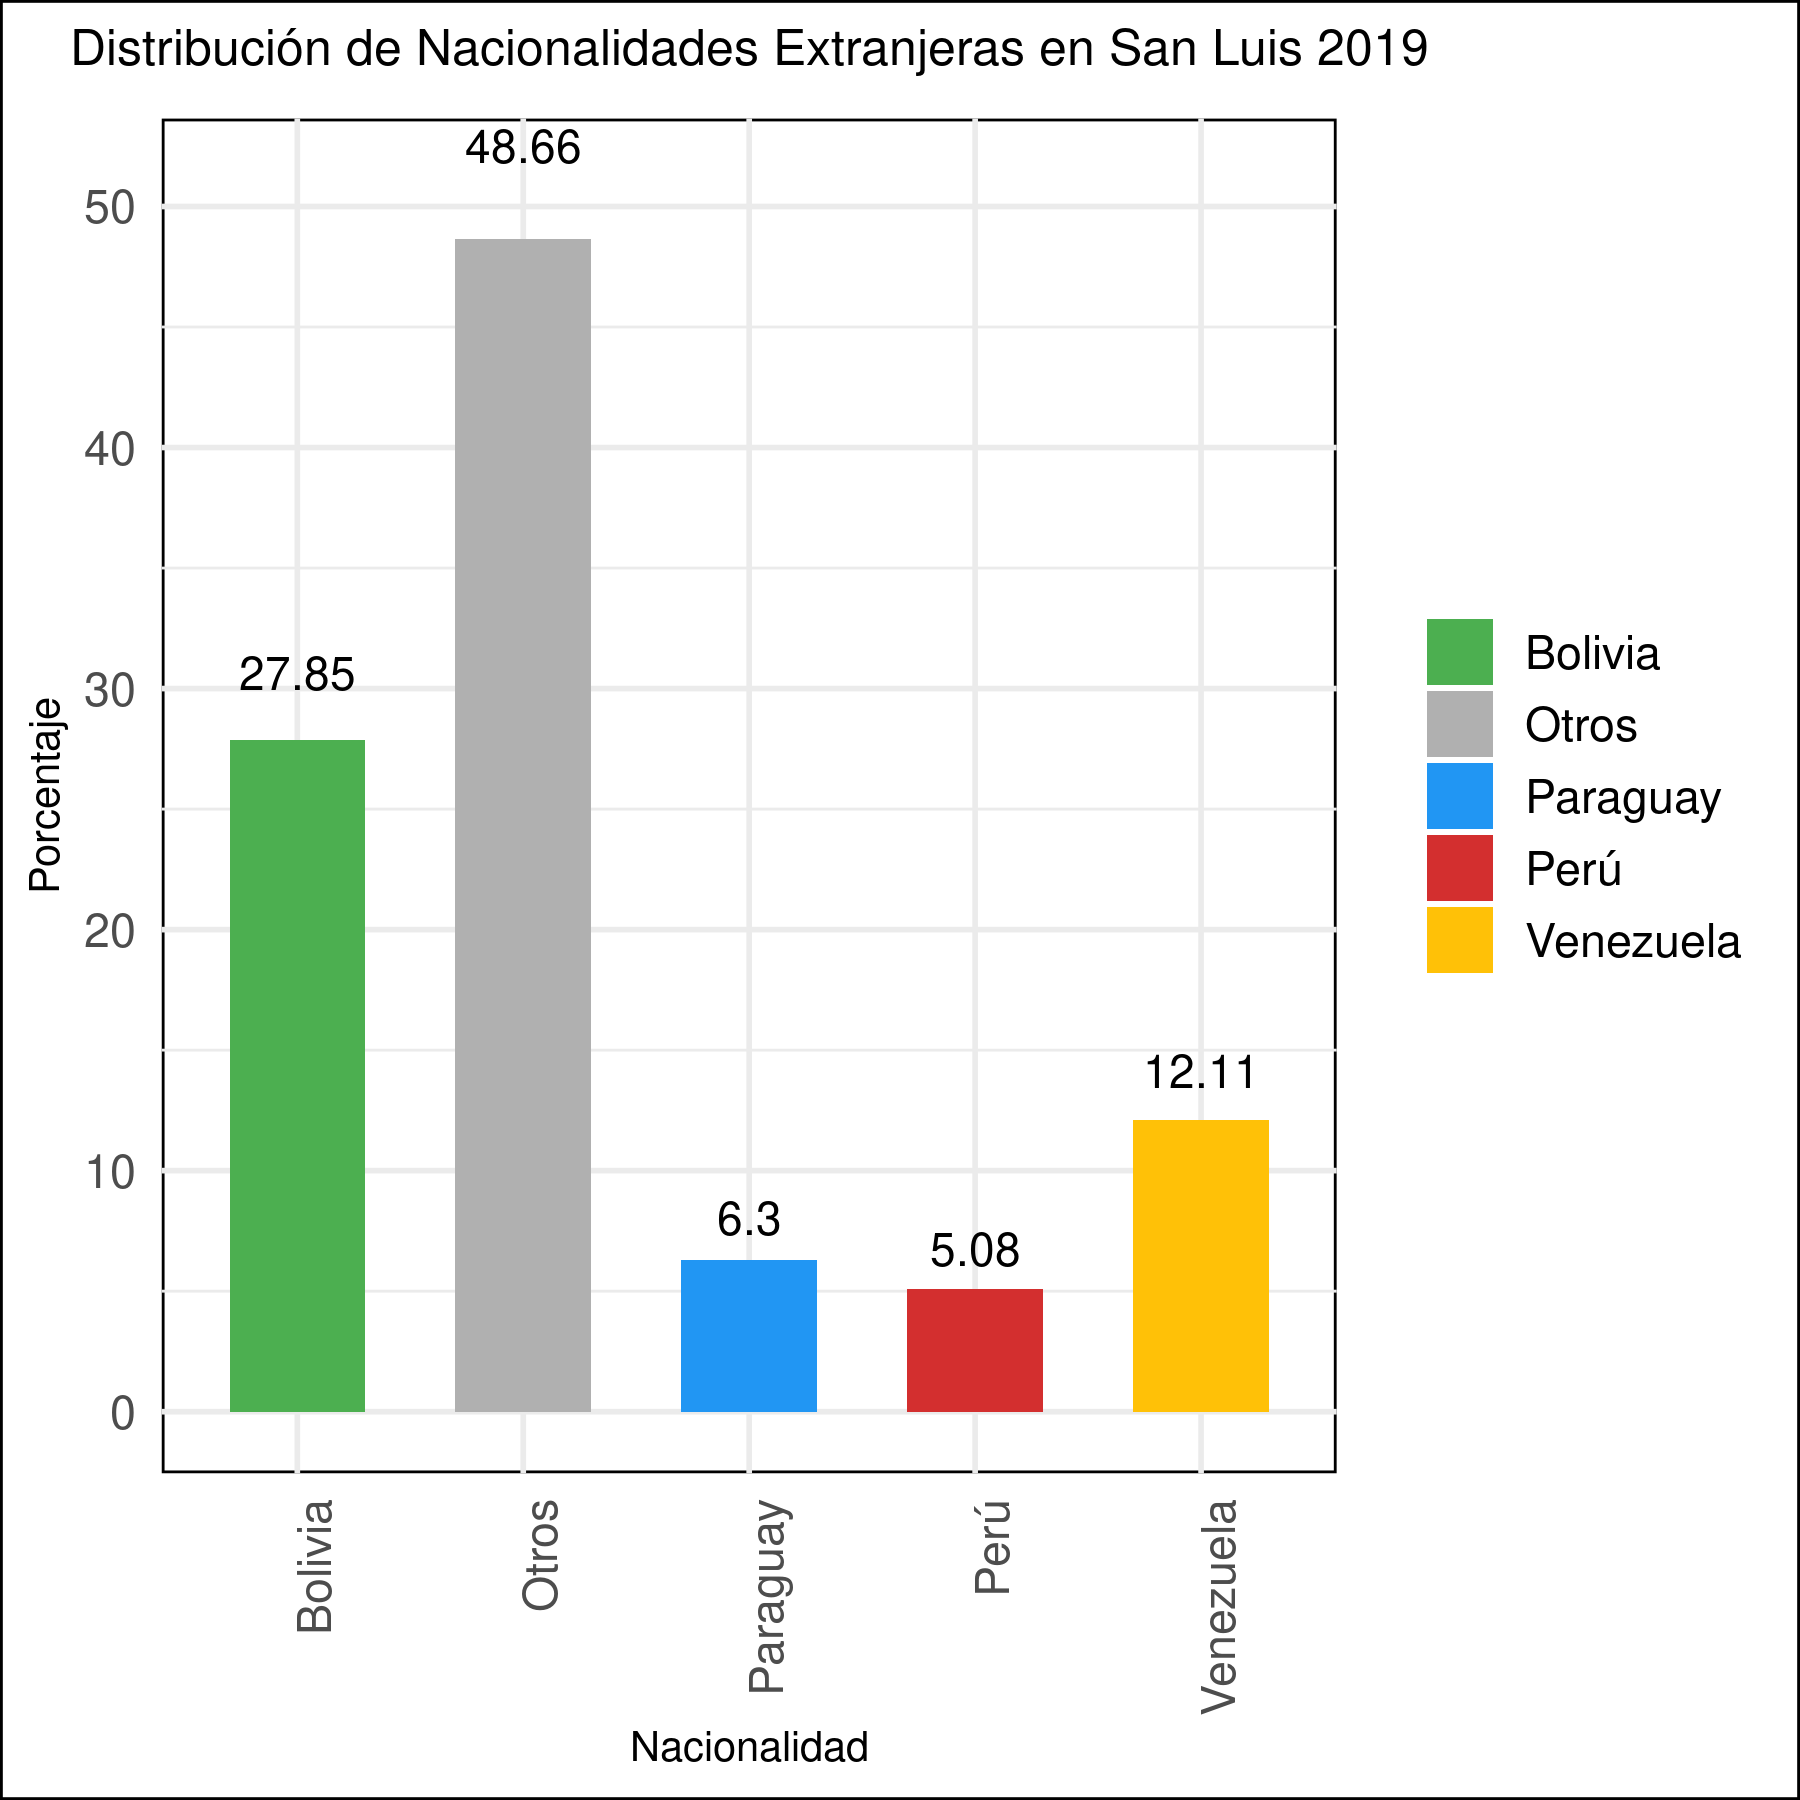 Distribución de Nacionalidades Extranjeras en San Luis 2019
Porcentaje
50
40
30
20
10
0
27.85
48.66
6.3
5.08
12.11
Bolivia
Otros
Paraguay
Perú
Venezuela
Nacionalidad
Bolivia
Otros
Paraguay
Perú
Venezuela